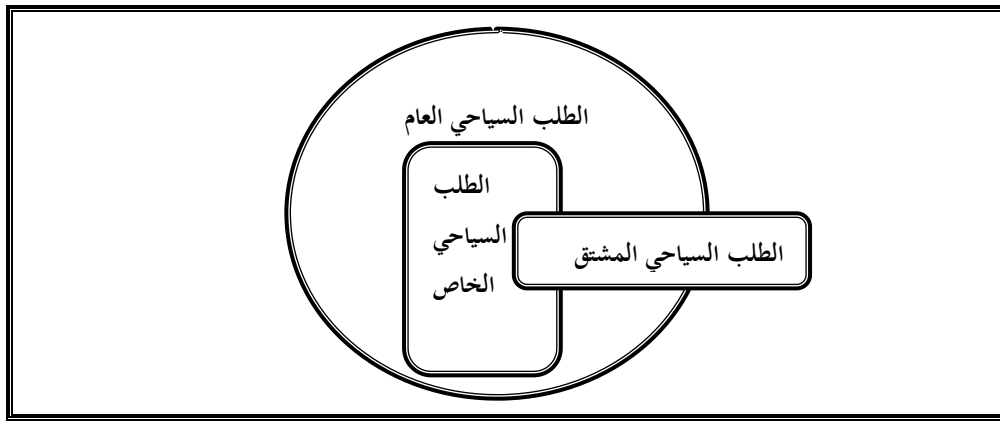 الطلب السياحي العام
الطلب
السياحي
الخاص
الطلب السياحي المشتق